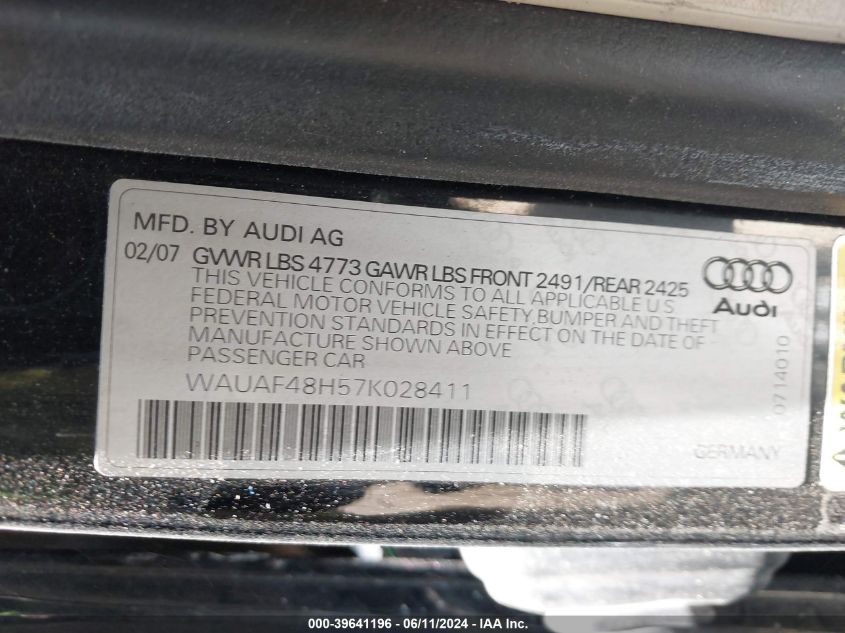 MFD. BY AUDI AG
02/07 GVWR LBS 4773 GAWR LBS FRONT 2491/REAR 2425
THIS VEHICLE CONFORMS TO ALL APPLICABLE U S
FEDERAL MOTOR VEHICLE SAFETY,BUMPER AND THEFT
PREVENTION STANDARDS IN EFFECT ON THE DATE OF
MANUFACTURE SHOWN ABOVE
PASSENGER CAR
WAUAF48H57K028411
Audi
0714010
GERMANY
000-39641196 - 06/11/2024 - IAA Inc.